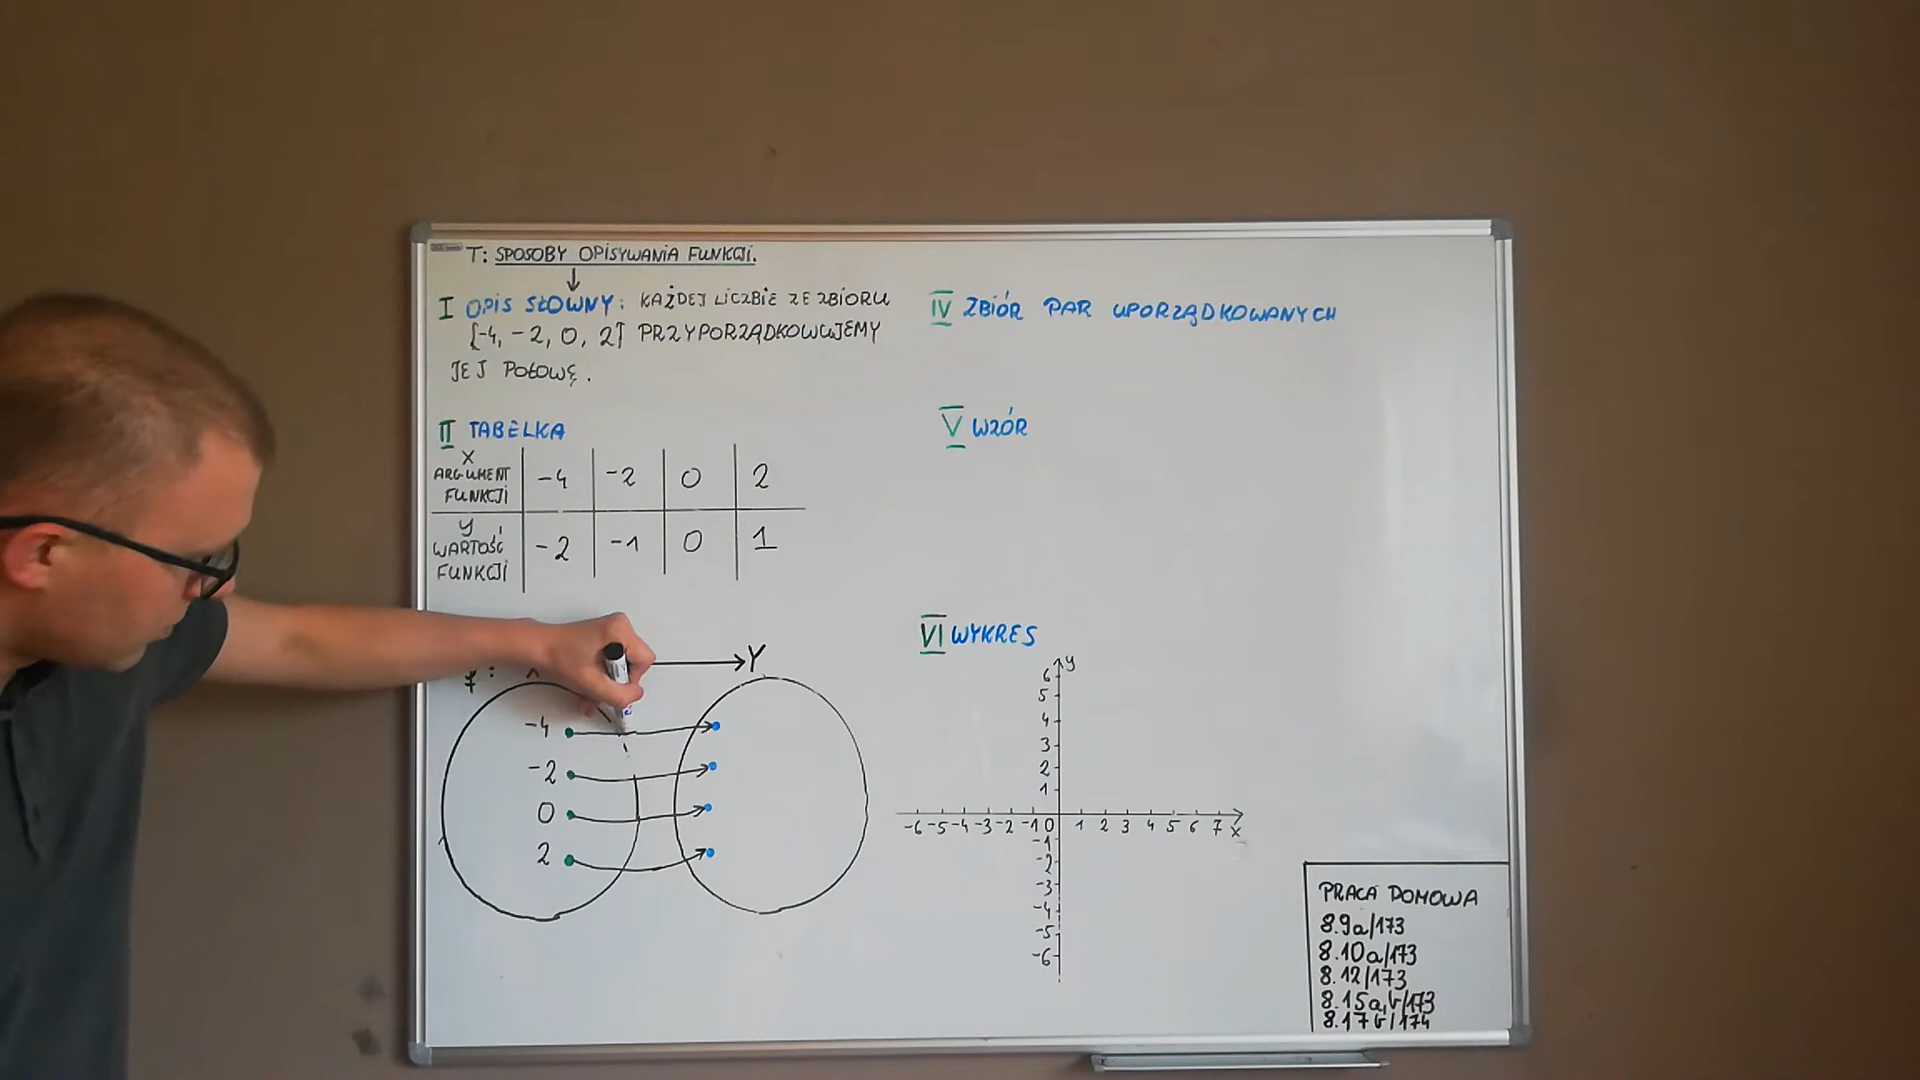 T: SPOSOBY OPISYWANIA FUNKCJI.
I OPIS SŁOWNY: KAŻDEJ LICZBIE ZE ZBIORU
{-4, -2, 0, 2} PRZYPORZĄDKOWUJEMY
JEJ POŁOWĘ.
II TABELKA
X ARGUMENT FUNKCJI -4 -2 0 2
y WARTOŚĆ FUNKCJI -2 -1 0 1
f: Y
-4
-2
0
2
IV ZBIÓR PAR UPORZĄDKOWANYCH
V WZÓR
VI WYKRES
y
6
5
4
3
2
1
-6 -5 -4 -3 -2 -1 0 1 2 3 4 5 6 7 x
-1
-2
-3
-4
-5
-6
PRACA DOMOWA
8.9a/173
8.10a/173
8.12/173
8.15a,b/173
8.17b/174